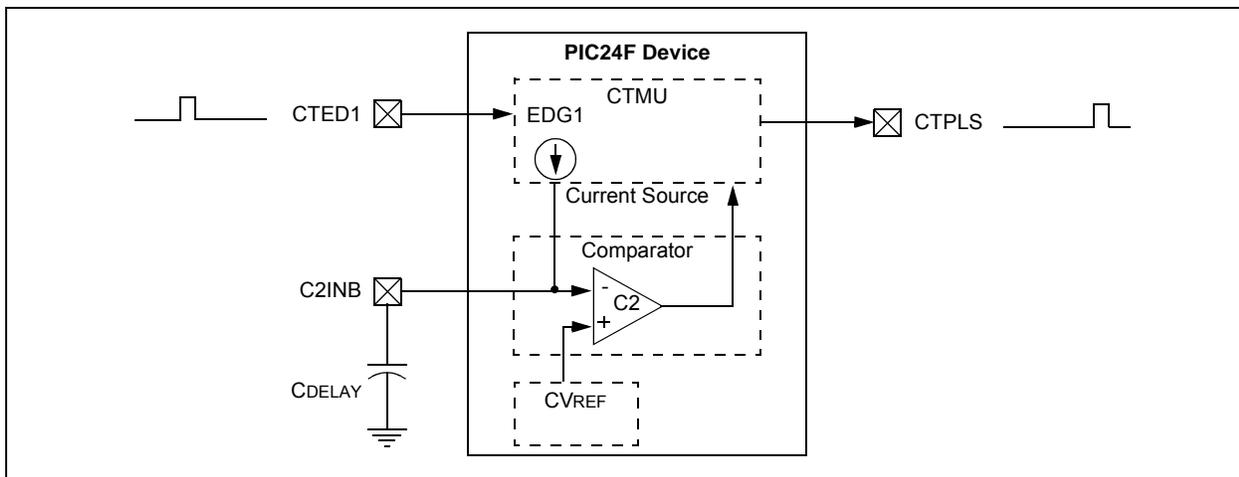 PIC24F Device
CTMU
CTED1
EDG1
CTPLS
Current Source
Comparator
C2INB
-
C2
+
CDELAY
CVREF